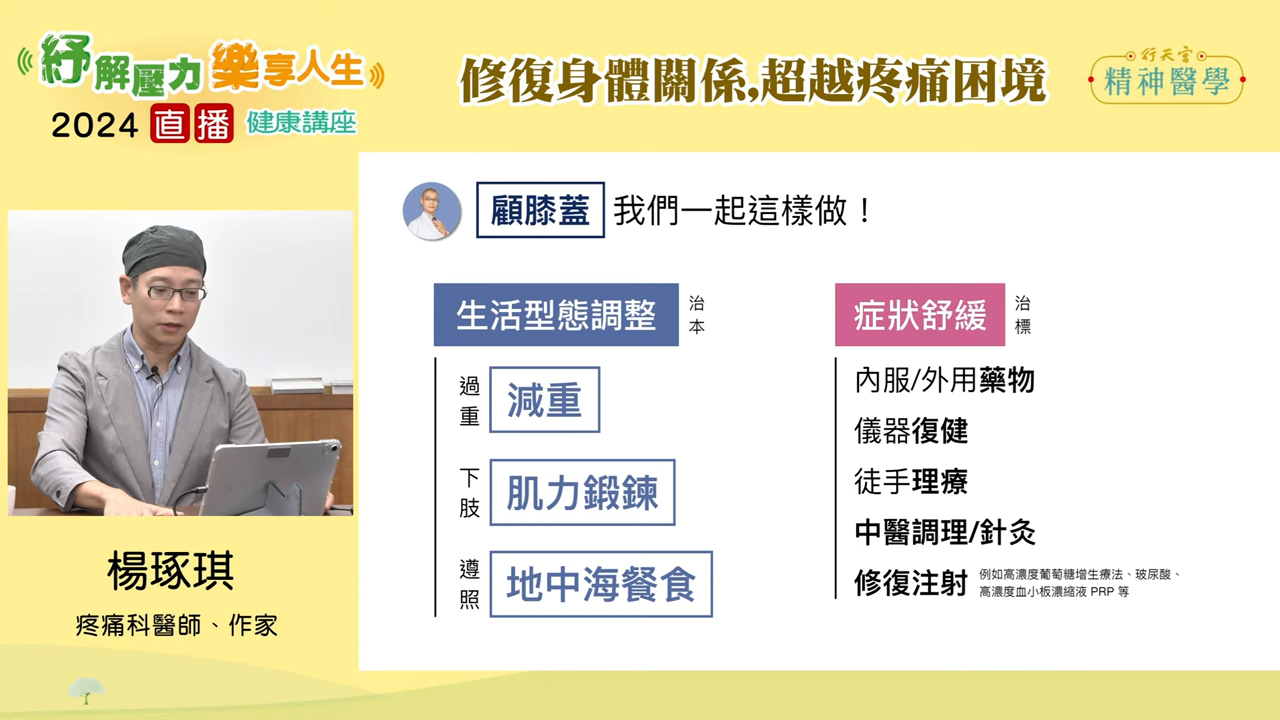 紓解壓力 樂享人生
2024 直播 健康講座
修復身體關係,超越疼痛困境
行天宮
精神醫學
顧膝蓋 我們一起這樣做！
生活型態調整 治本
過重 減重
下肢 肌力鍛鍊
遵照 地中海餐食
症狀舒緩 治標
內服/外用藥物
儀器復健
徒手理療
中醫調理/針灸
修復注射 例如高濃度葡萄糖增生療法、玻尿酸、
高濃度血小板濃縮液 PRP 等
楊琢琪
疼痛科醫師、作家